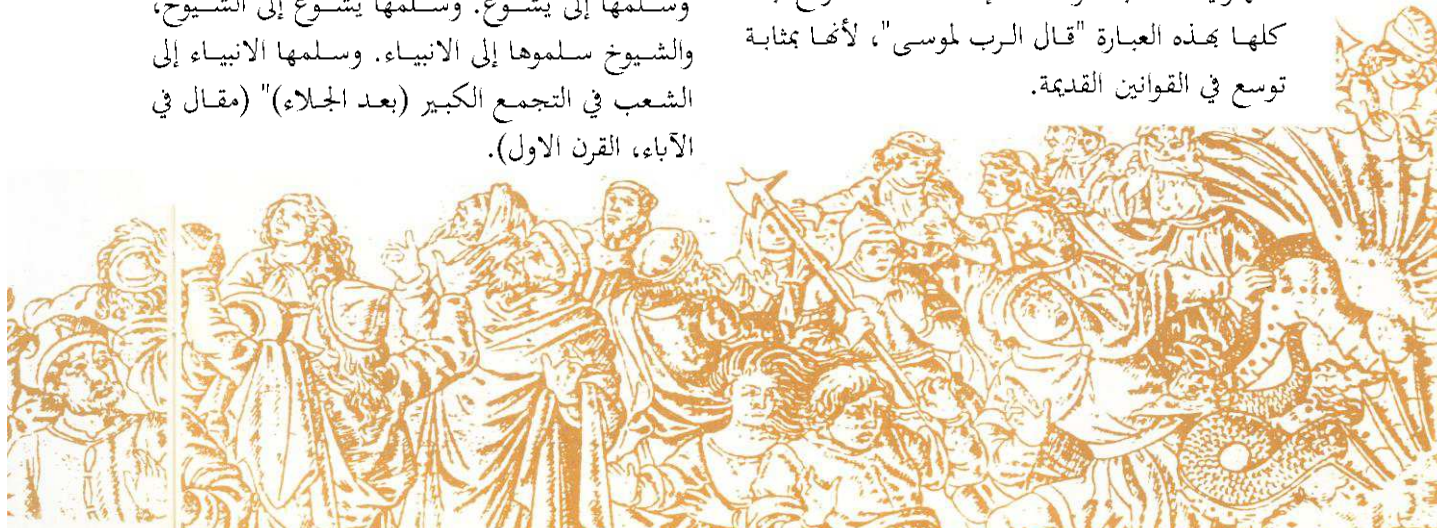 كلها بهذه العبارة "قال الرب لموسى"، لأنها بمثابة
توسع في القوانين القديمة.
وسلمها إلى يشوع. وسلمها يشوع إلى الشيوخ،
والشيوخ سلموها إلى الانبياء. وسلمها الانبياء إلى
الشعب في التجمع الكبير (بعد الجلاء)" (مقال في
الآباء، القرن الاول).